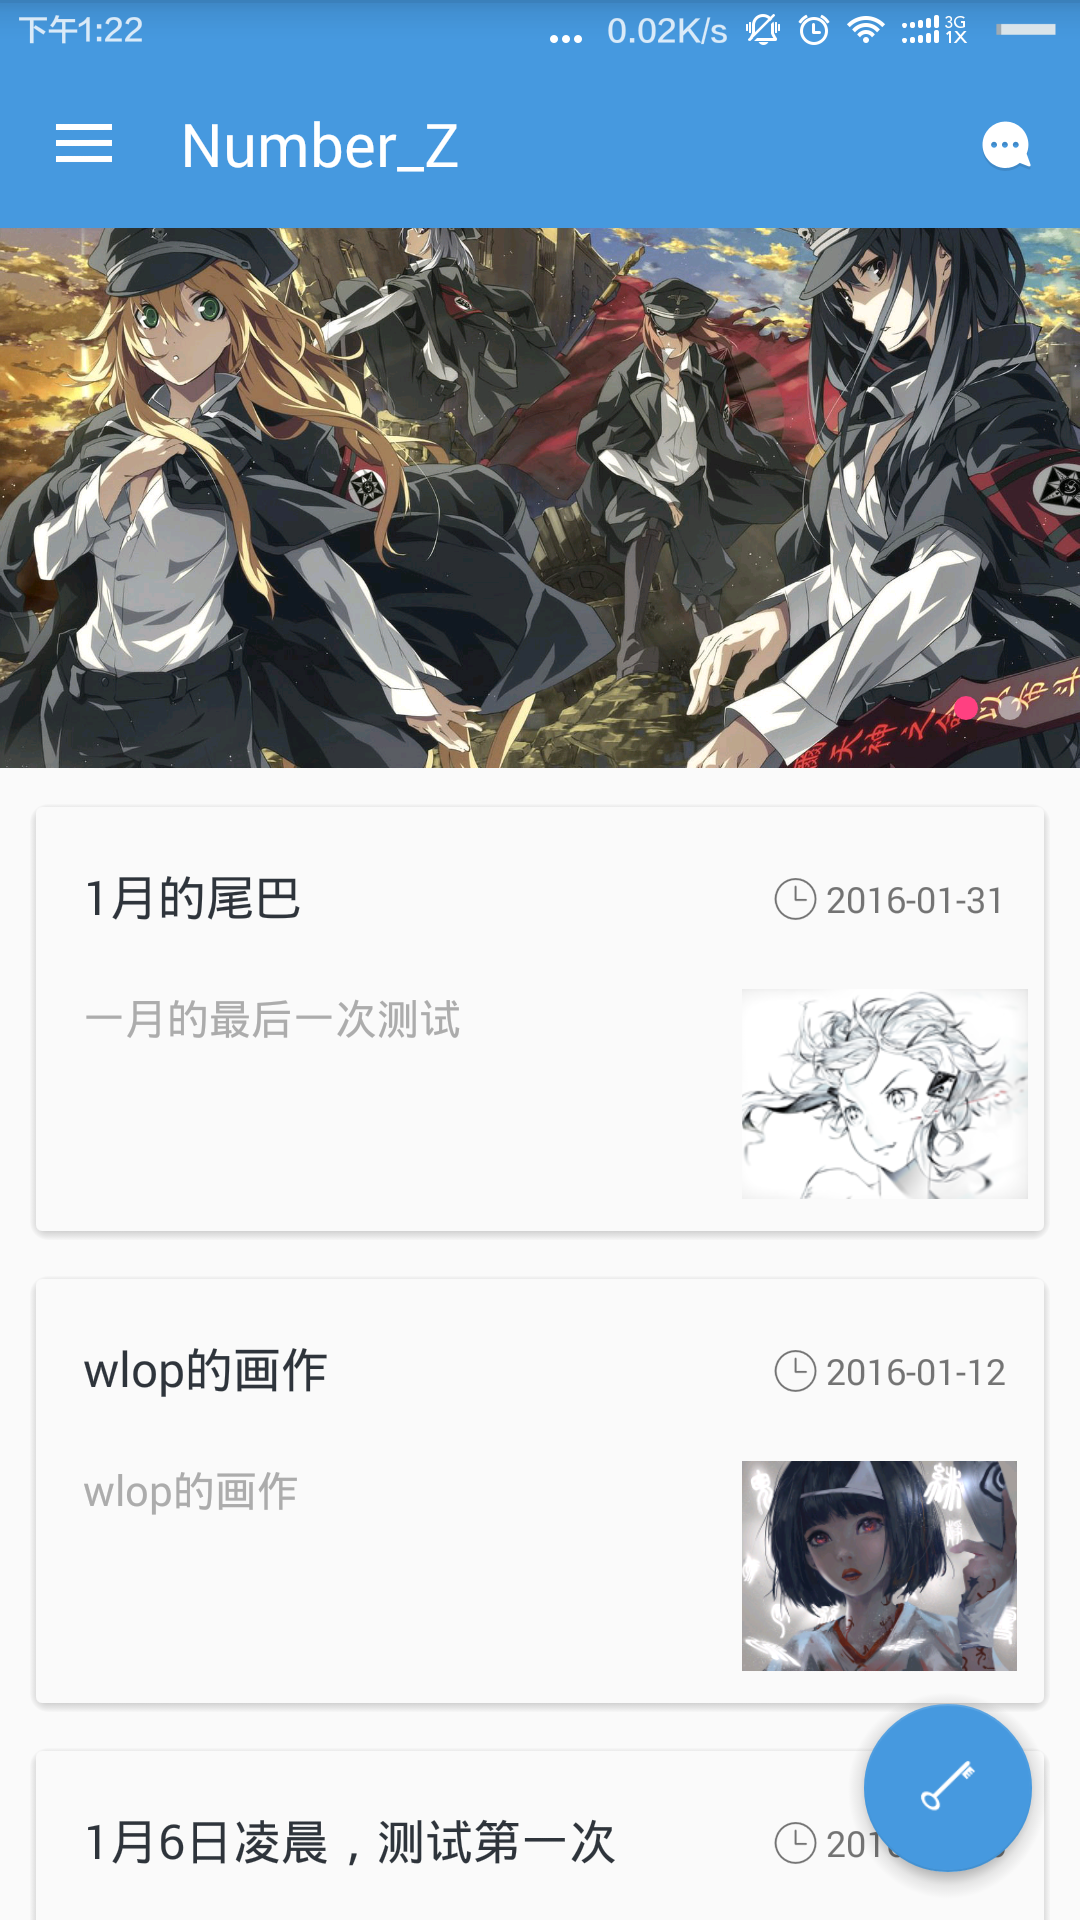 下午1:22
... 0.02K/s 3G 1X
Number_Z
1月的尾巴
2016-01-31
一月的最后一次测试
wlop的画作
2016-01-12
wlop的画作
1月6日凌晨，测试第一次